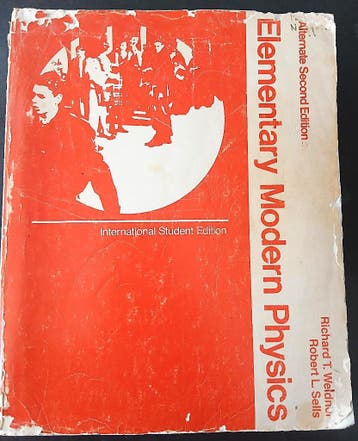 Alternate Second Edition
Elementary Modern Physics
International Student Edition
Richard T. Weidner
Robert L. Sells